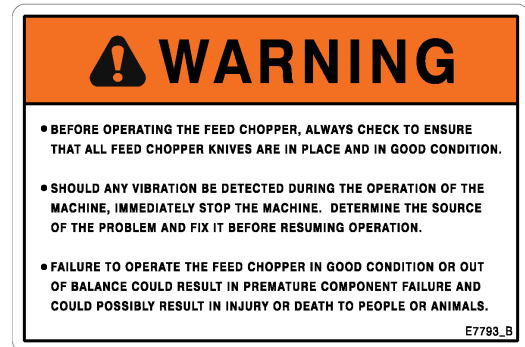 WARNING
• BEFORE OPERATING THE FEED CHOPPER, ALWAYS CHECK TO ENSURE
THAT ALL FEED CHOPPER KNIVES ARE IN PLACE AND IN GOOD CONDITION.
• SHOULD ANY VIBRATION BE DETECTED DURING THE OPERATION OF THE
MACHINE, IMMEDIATELY STOP THE MACHINE. DETERMINE THE SOURCE
OF THE PROBLEM AND FIX IT BEFORE RESUMING OPERATION.
• FAILURE TO OPERATE THE FEED CHOPPER IN GOOD CONDITION OR OUT
OF BALANCE COULD RESULT IN PREMATURE COMPONENT FAILURE AND
COULD POSSIBLY RESULT IN INJURY OR DEATH TO PEOPLE OR ANIMALS.
E7793_B